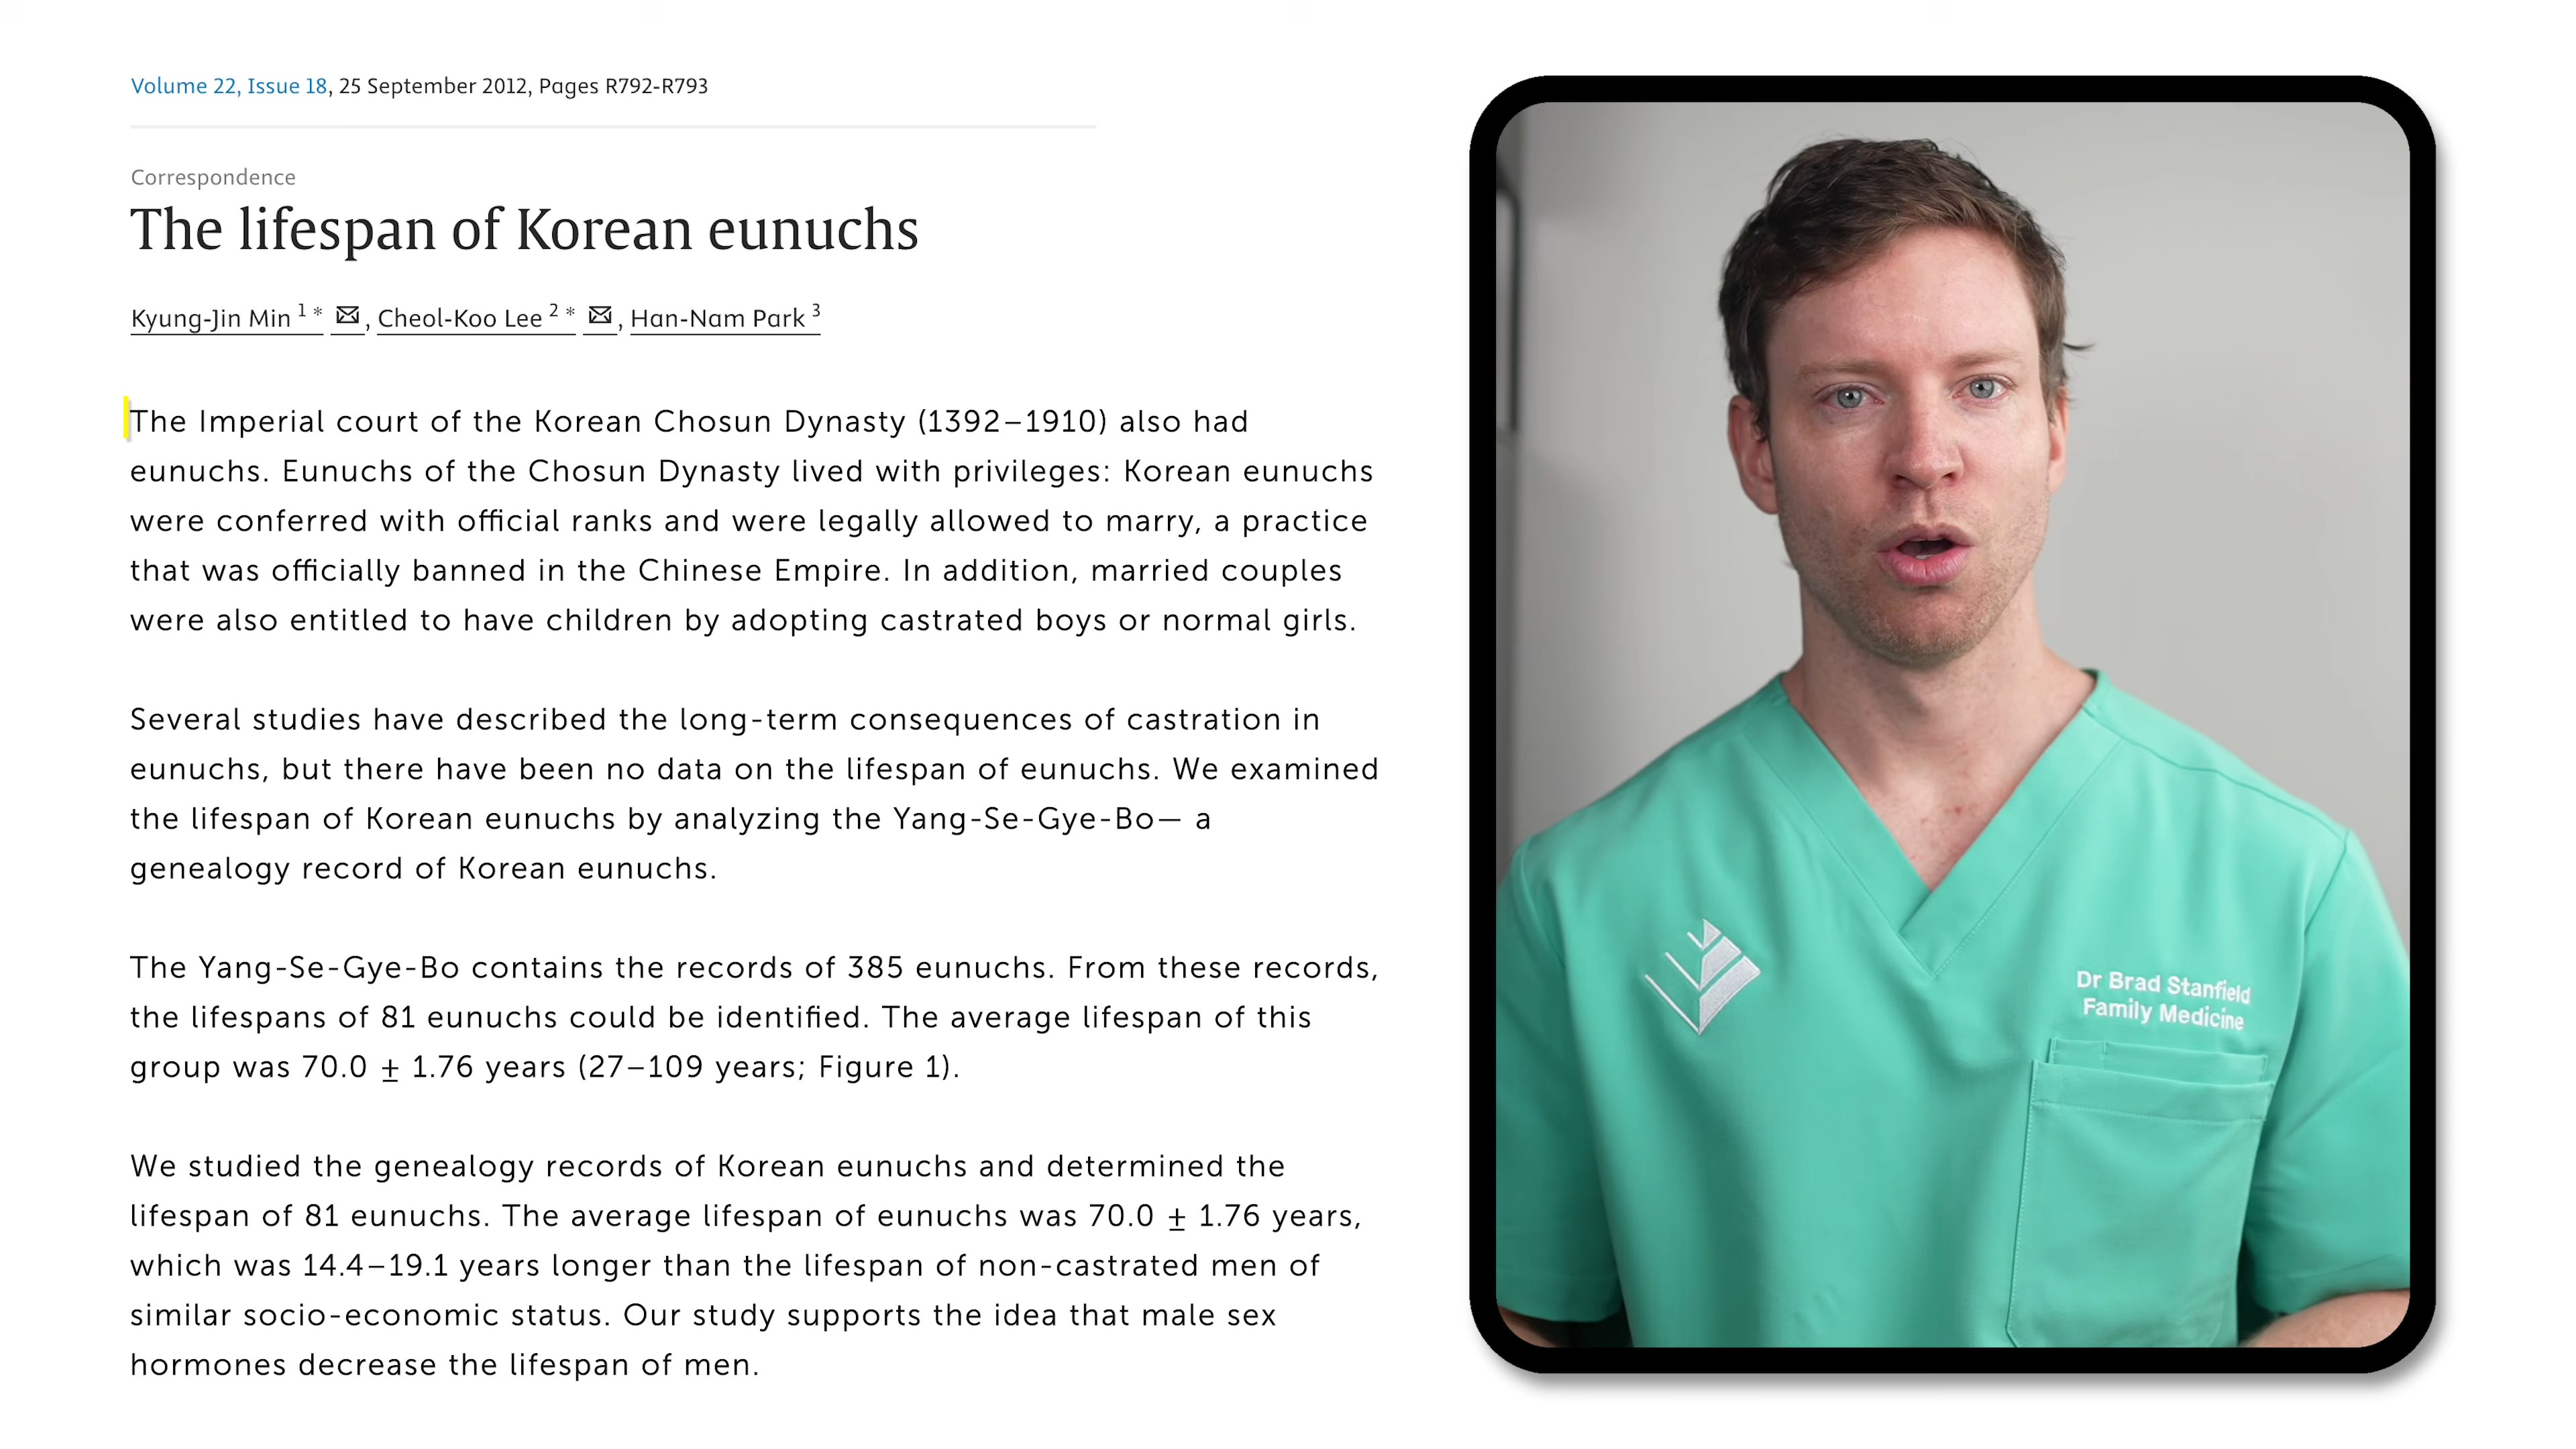 Volume 22, Issue 18, 25 September 2012, Pages R792-R793
Correspondence
The lifespan of Korean eunuchs
Kyung-Jin Min 1 * ✉, Cheol-Koo Lee 2 * ✉, Han-Nam Park 3
The Imperial court of the Korean Chosun Dynasty (1392–1910) also had
eunuchs. Eunuchs of the Chosun Dynasty lived with privileges: Korean eunuchs
were conferred with official ranks and were legally allowed to marry, a practice
that was officially banned in the Chinese Empire. In addition, married couples
were also entitled to have children by adopting castrated boys or normal girls.
Several studies have described the long-term consequences of castration in
eunuchs, but there have been no data on the lifespan of eunuchs. We examined
the lifespan of Korean eunuchs by analyzing the Yang-Se-Gye-Bo— a
genealogy record of Korean eunuchs.
The Yang-Se-Gye-Bo contains the records of 385 eunuchs. From these records,
the lifespans of 81 eunuchs could be identified. The average lifespan of this
group was 70.0 ± 1.76 years (27–109 years; Figure 1).
We studied the genealogy records of Korean eunuchs and determined the
lifespan of 81 eunuchs. The average lifespan of eunuchs was 70.0 ± 1.76 years,
which was 14.4–19.1 years longer than the lifespan of non-castrated men of
similar socio-economic status. Our study supports the idea that male sex
hormones decrease the lifespan of men.
Dr Brad Stanfield
Family Medicine